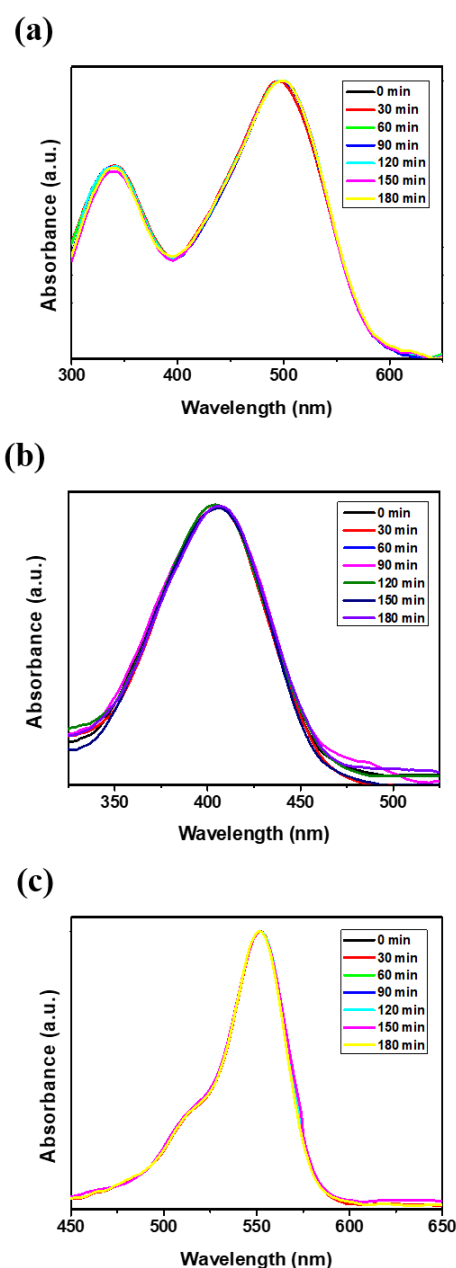 (a)
Absorbance (a.u.)
0 min
30 min
60 min
90 min
120 min
150 min
180 min
300 400 500 600
Wavelength (nm)
(b)
Absorbance (a.u.)
0 min
30 min
60 min
90 min
120 min
150 min
180 min
350 400 450 500
Wavelength (nm)
(c)
Absorbance (a.u.)
0 min
30 min
60 min
90 min
120 min
150 min
180 min
450 500 550 600 650
Wavelength (nm)